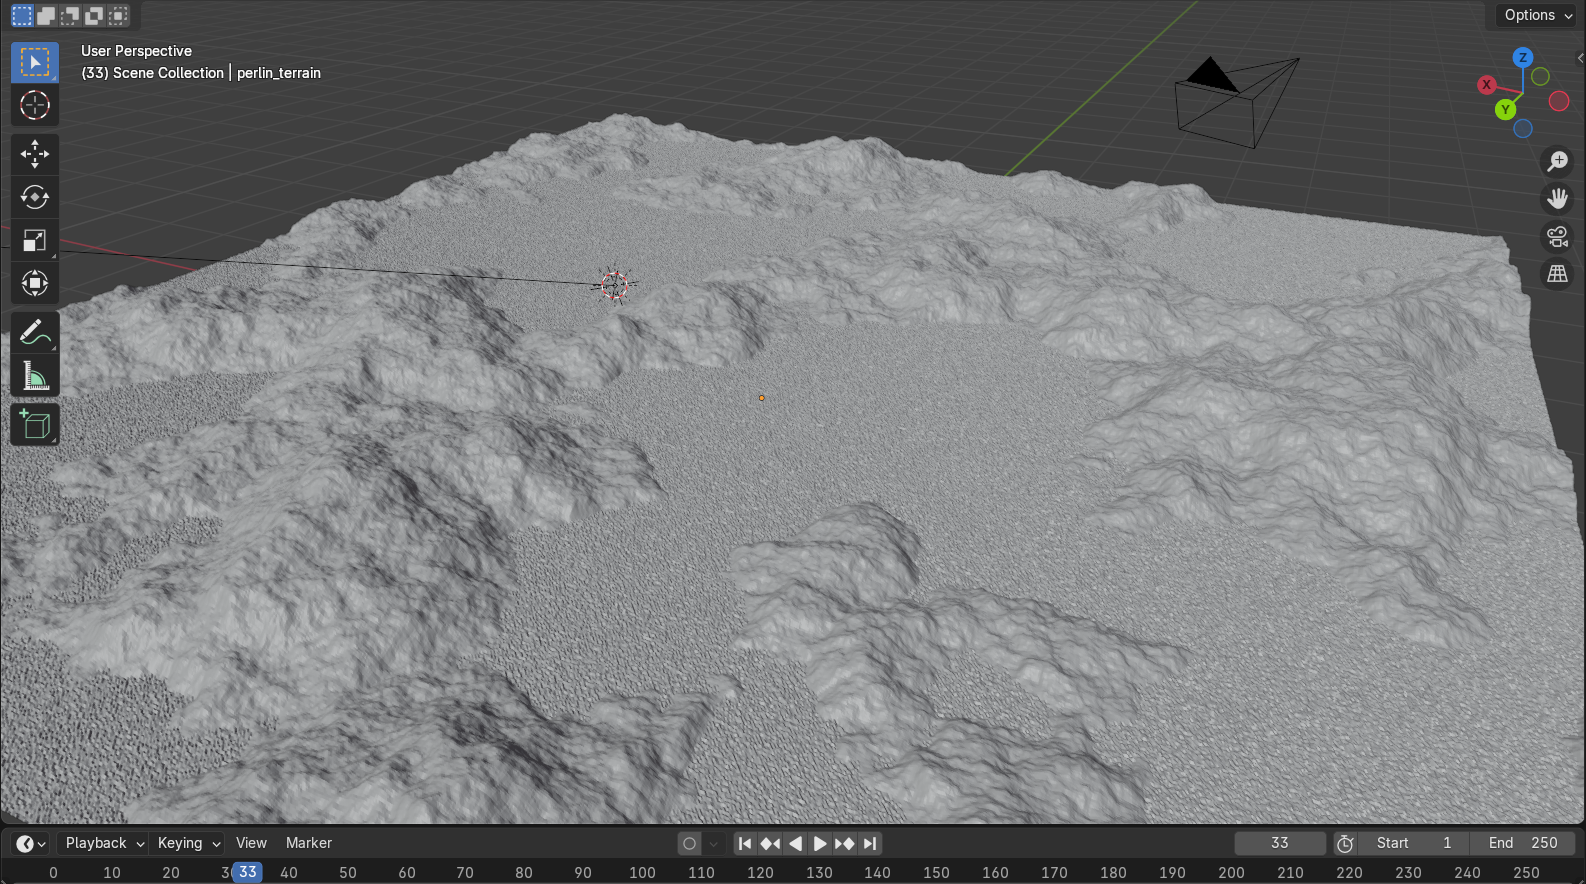 Options
User Perspective
(33) Scene Collection | perlin_terrain
Z
X
Y
Playback Keying View Marker 33 Start 1 End 250
0 10 20 33 40 50 60 70 80 90 100 110 120 130 140 150 160 170 180 190 200 210 220 230 240 250